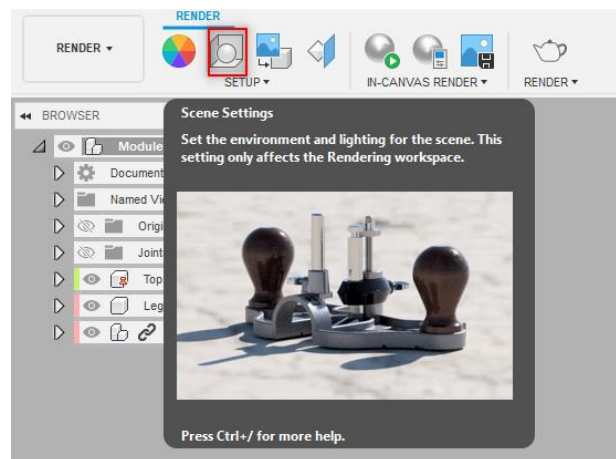 RENDER
RENDER ▾
SETUP ▾
IN-CANVAS RENDER ▾
RENDER ▾
BROWSER
Module
Document
Named Vi
Origi
Joint
Top
Leg
Scene Settings
Set the environment and lighting for the scene. This
setting only affects the Rendering workspace.
Press Ctrl+/ for more help.